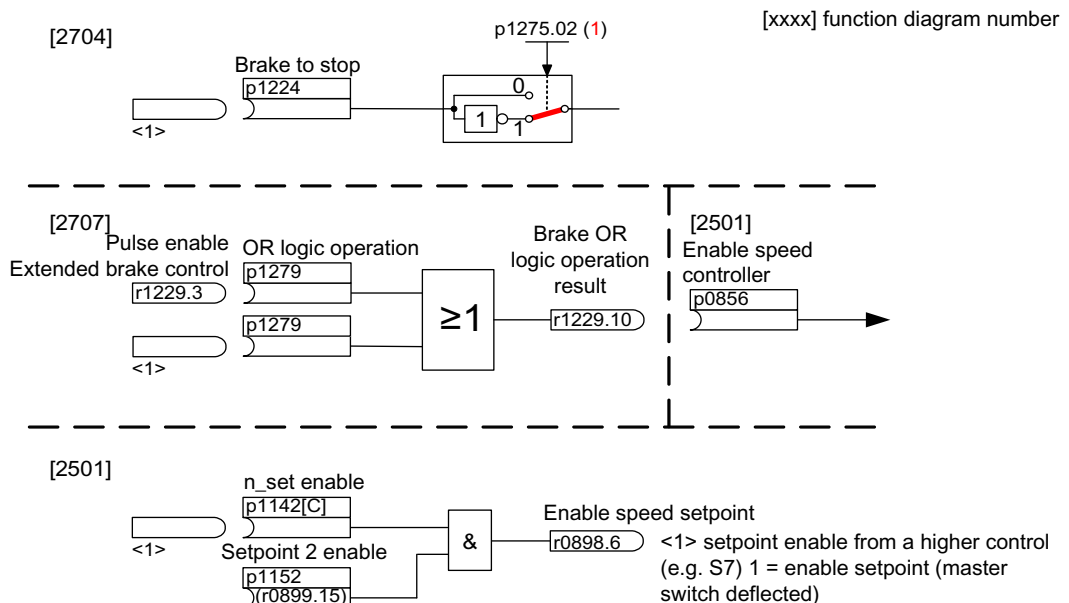 [xxxx] function diagram number
[2704]
p1275.02 (1)
Brake to stop
p1224
<1>
0
1
1
[2707]
Pulse enable
Extended brake control
r1229.3
OR logic operation
p1279
p1279
<1>
≥1
Brake OR
logic operation
result
r1229.10
[2501]
Enable speed
controller
p0856
[2501]
n_set enable
p1142[C]
<1>
Setpoint 2 enable
p1152
(r0899.15)
&
Enable speed setpoint
r0898.6
<1> setpoint enable from a higher control
(e.g. S7) 1 = enable setpoint (master
switch deflected)